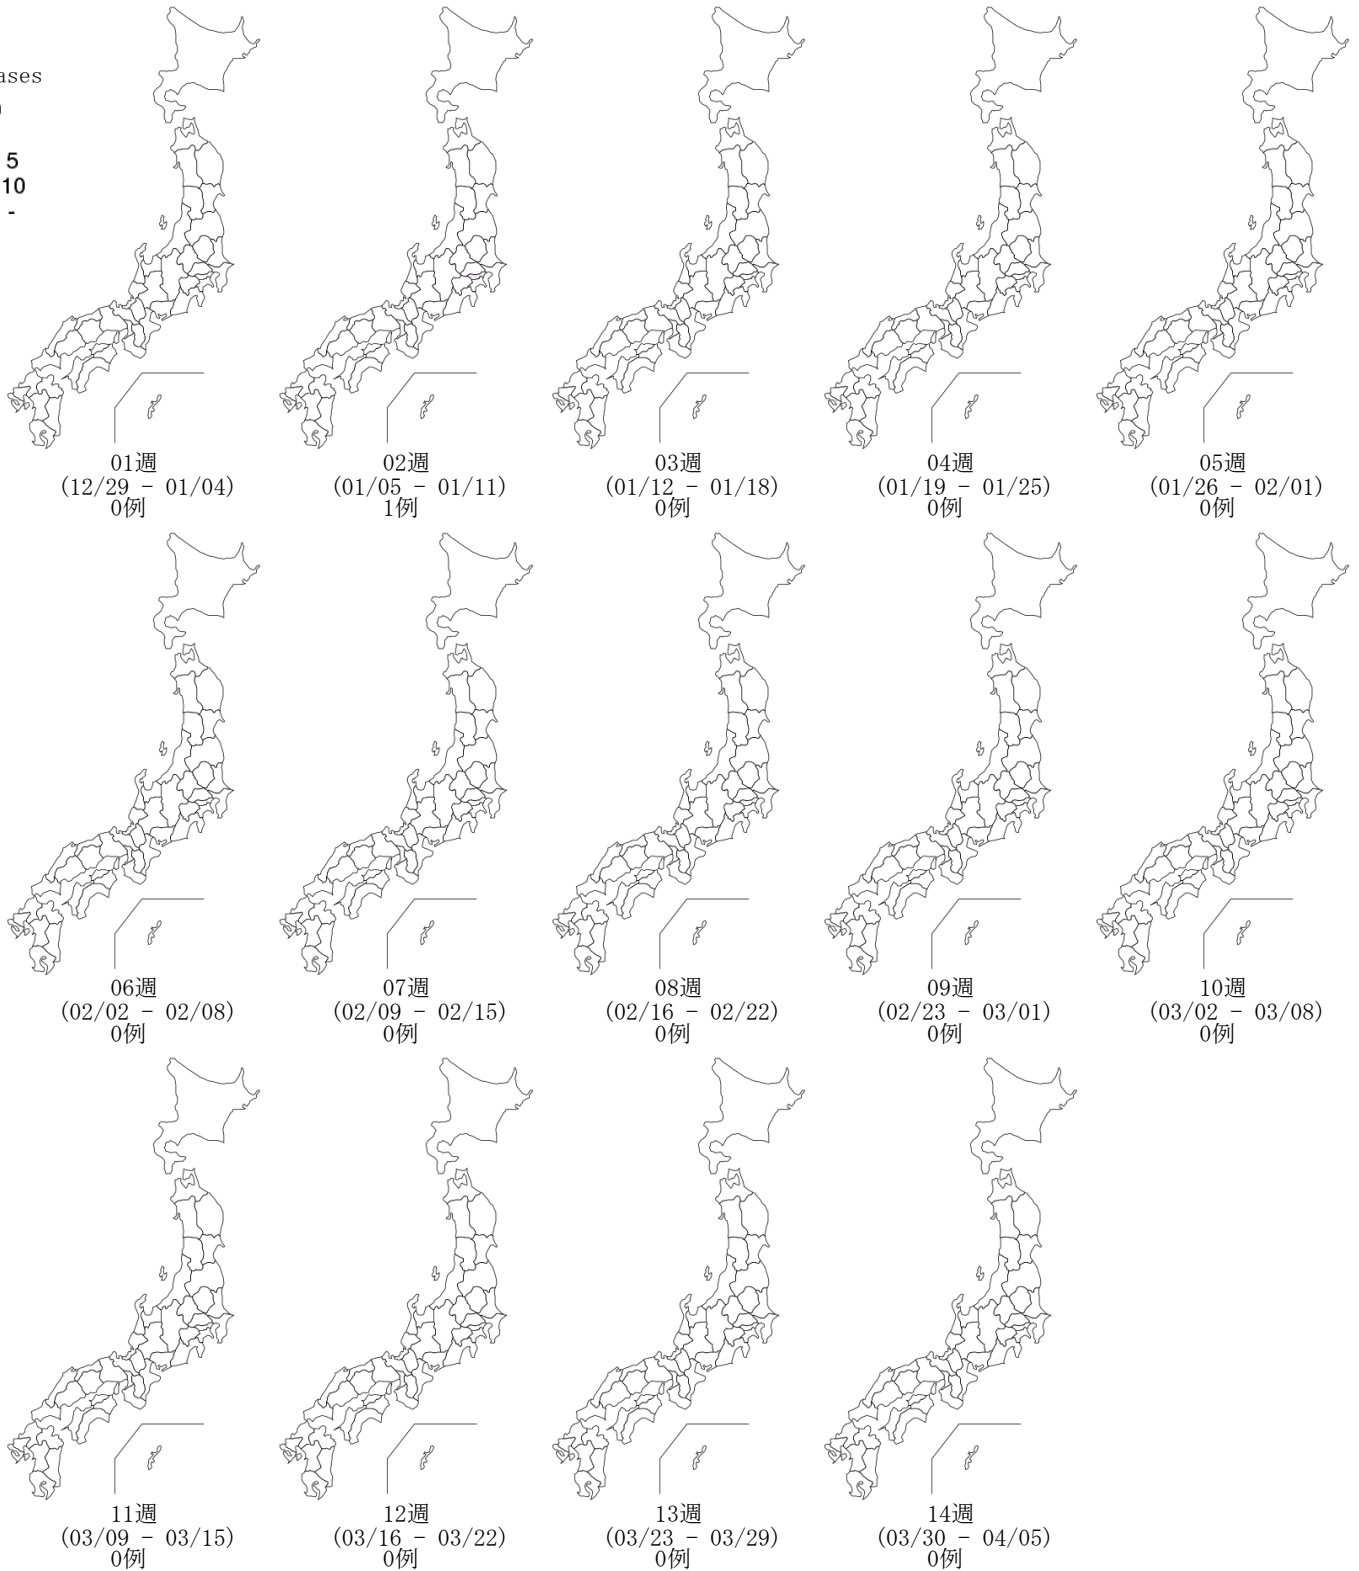 ases
5
10
-
01週
(12/29 - 01/04)
0例
02週
(01/05 - 01/11)
1例
03週
(01/12 - 01/18)
0例
04週
(01/19 - 01/25)
0例
05週
(01/26 - 02/01)
0例
06週
(02/02 - 02/08)
0例
07週
(02/09 - 02/15)
0例
08週
(02/16 - 02/22)
0例
09週
(02/23 - 03/01)
0例
10週
(03/02 - 03/08)
0例
11週
(03/09 - 03/15)
0例
12週
(03/16 - 03/22)
0例
13週
(03/23 - 03/29)
0例
14週
(03/30 - 04/05)
0例